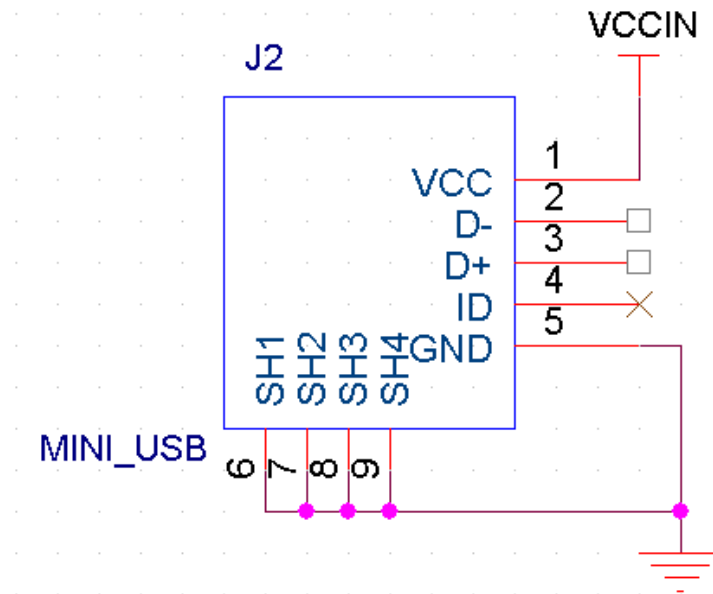 VCCIN
J2
1
VCC
2
D-
3
D+
4
ID
5
GND
SH1
SH2
SH3
SH4
MINI_USB
6
7
8
9